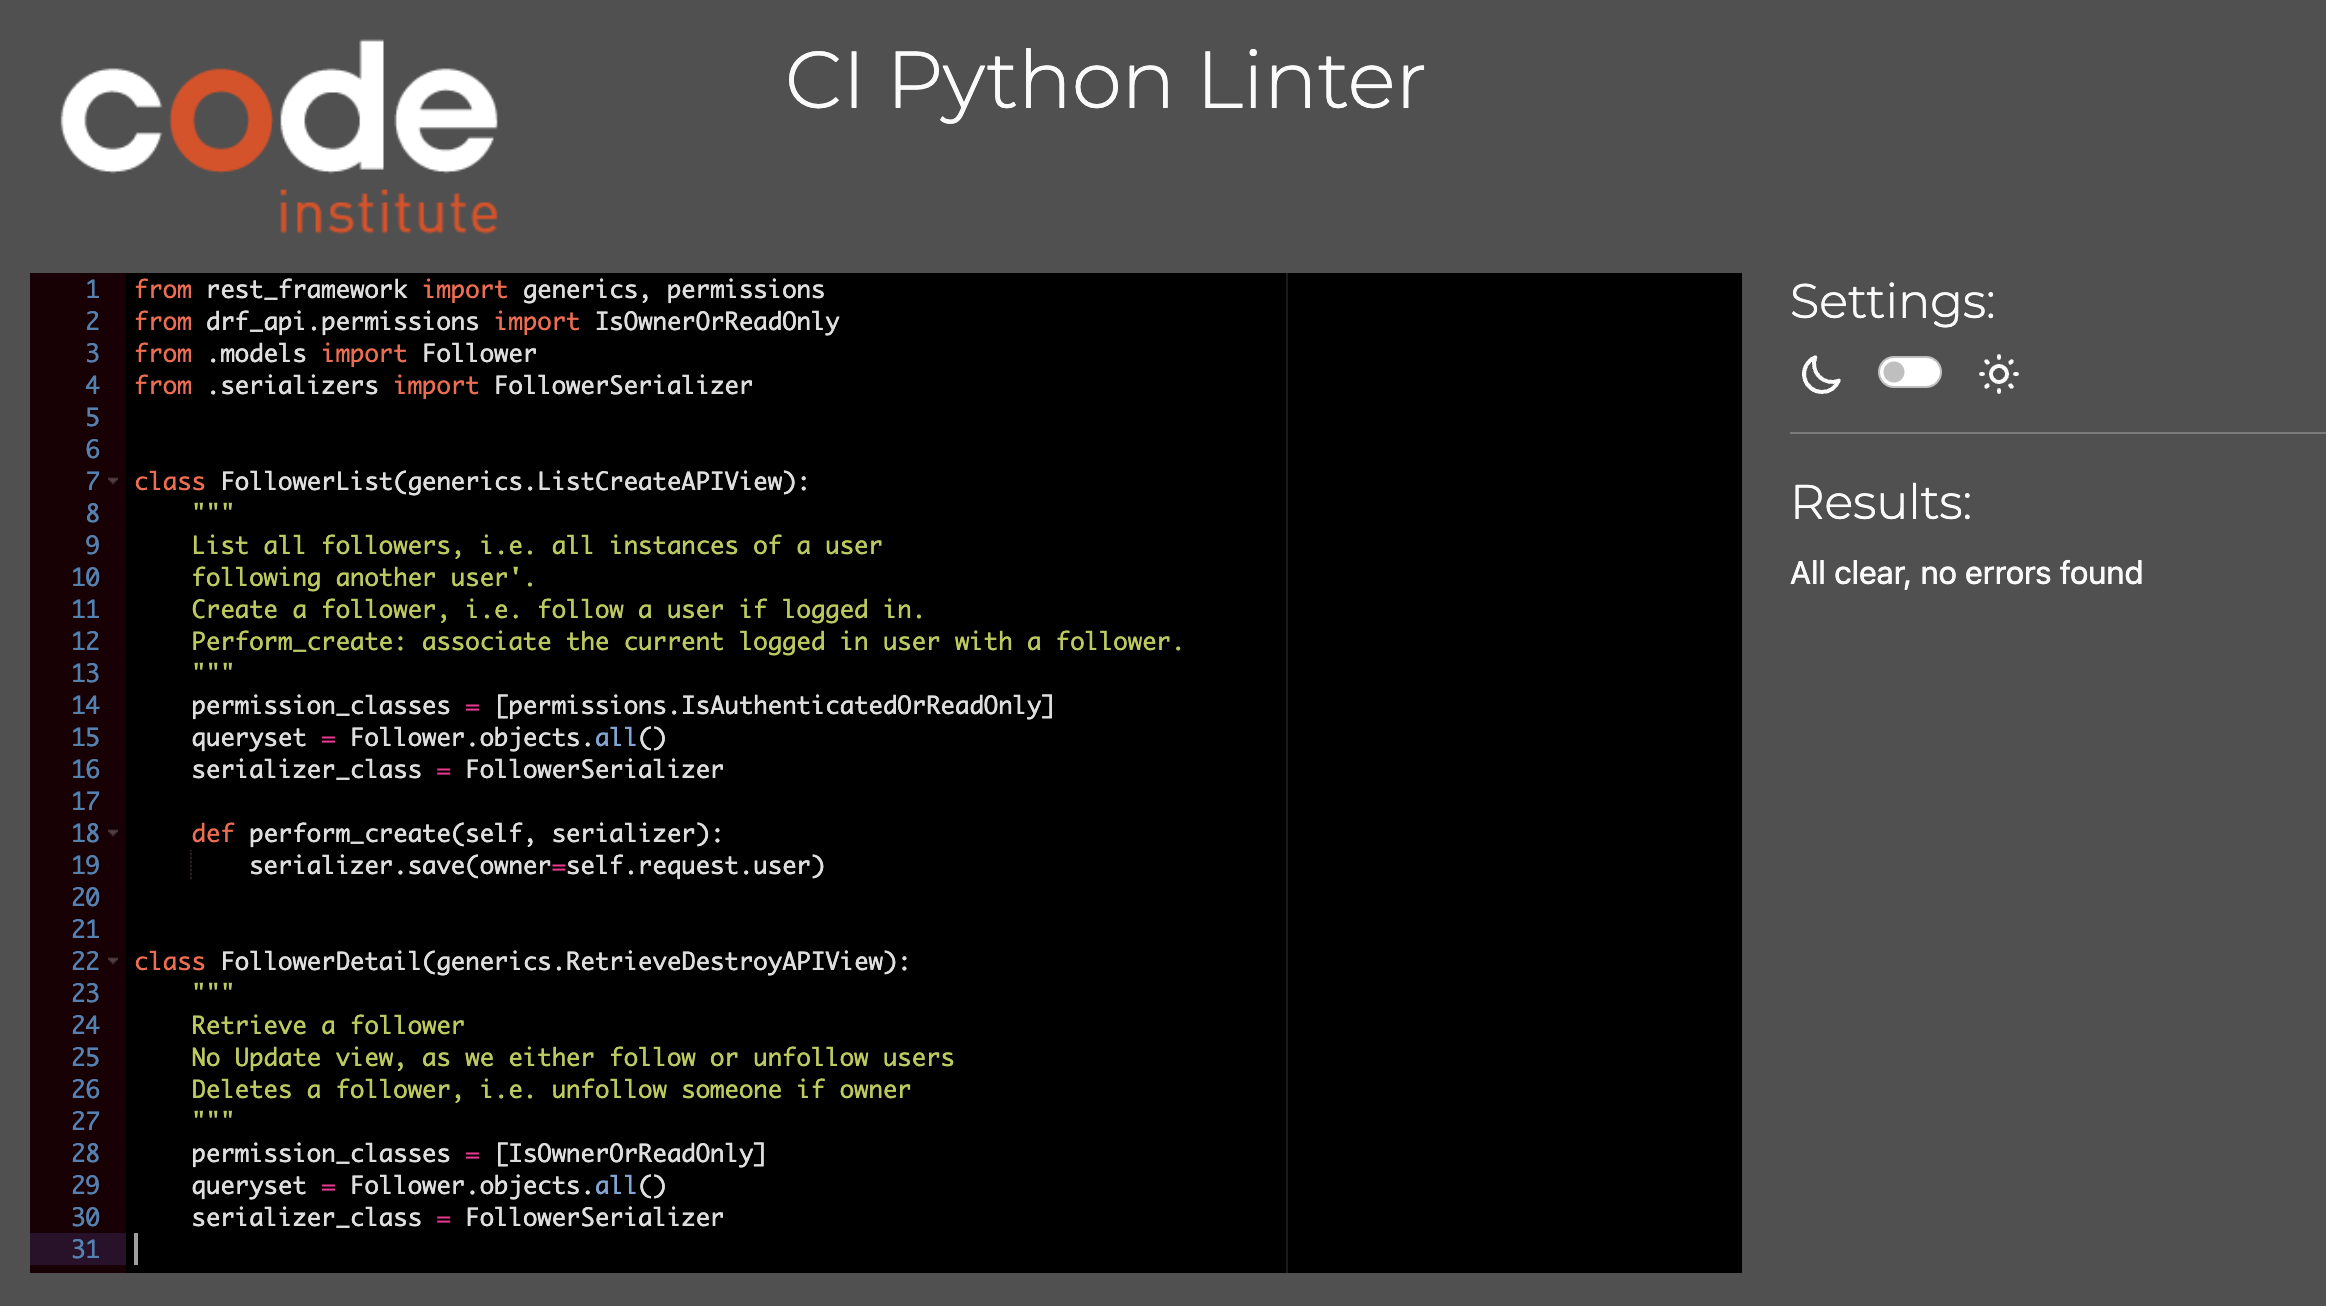 code
institute
CI Python Linter
1 from rest_framework import generics, permissions
2 from drf_api.permissions import IsOwnerOrReadOnly
3 from .models import Follower
4 from .serializers import FollowerSerializer
5
6
7 class FollowerList(generics.ListCreateAPIView):
8     """
9     List all followers, i.e. all instances of a user
10     following another user'.
11     Create a follower, i.e. follow a user if logged in.
12     Perform_create: associate the current logged in user with a follower.
13     """
14     permission_classes = [permissions.IsAuthenticatedOrReadOnly]
15     queryset = Follower.objects.all()
16     serializer_class = FollowerSerializer
17
18     def perform_create(self, serializer):
19         serializer.save(owner=self.request.user)
20
21
22 class FollowerDetail(generics.RetrieveDestroyAPIView):
23     """
24     Retrieve a follower
25     No Update view, as we either follow or unfollow users
26     Deletes a follower, i.e. unfollow someone if owner
27     """
28     permission_classes = [IsOwnerOrReadOnly]
29     queryset = Follower.objects.all()
30     serializer_class = FollowerSerializer
31
Settings:
Results:
All clear, no errors found